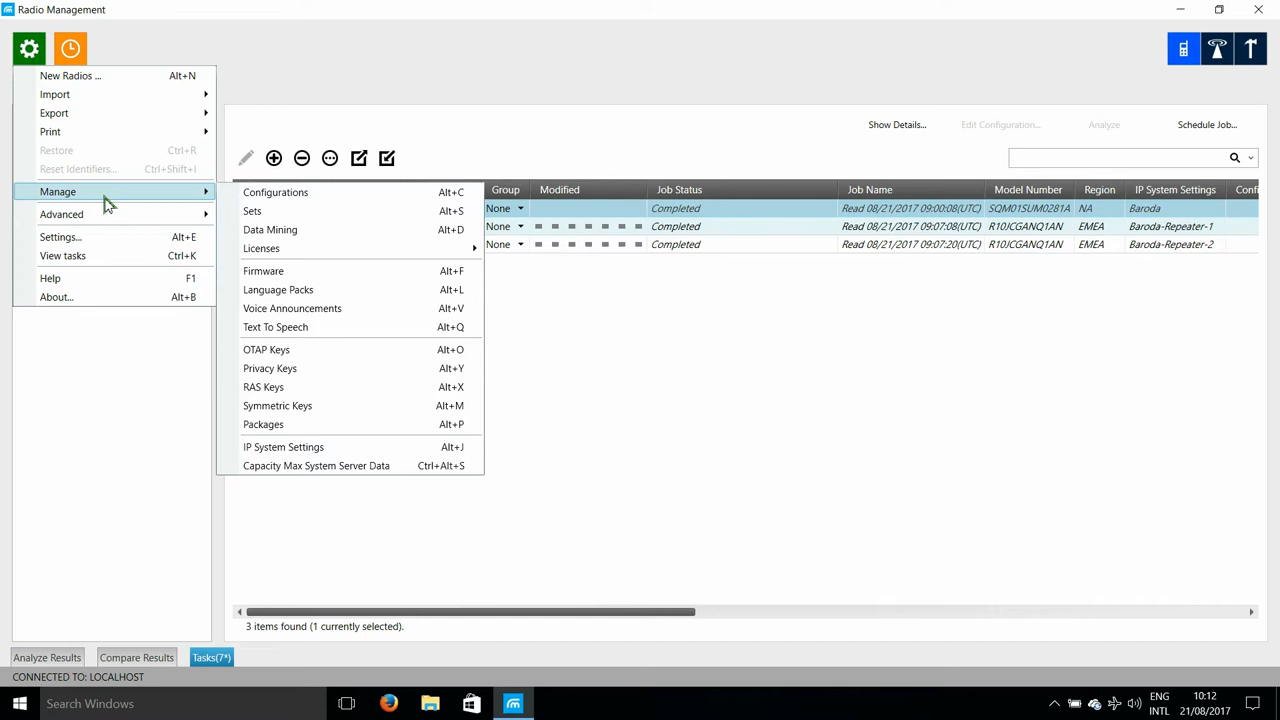 Radio Management
New Radios ... Alt+N
Import
Export
Print
Restore Ctrl+R
Reset Identifiers... Ctrl+Shift+I
Manage
Advanced
Settings... Alt+E
View tasks Ctrl+K
Help F1
About... Alt+B
Configurations Alt+C
Sets Alt+S
Data Mining Alt+D
Licenses
Firmware Alt+F
Language Packs Alt+L
Voice Announcements Alt+V
Text To Speech Alt+Q
OTAP Keys Alt+O
Privacy Keys Alt+Y
RAS Keys Alt+X
Symmetric Keys Alt+M
Packages Alt+P
IP System Settings Alt+J
Capacity Max System Server Data Ctrl+Alt+S
Show Details... Edit Configuration... Analyze Schedule Job...
Group Modified Job Status Job Name Model Number Region IP System Settings Confi
None Completed Read 08/21/2017 09:00:08(UTC) SQM01SUM0281A NA Baroda
None Completed Read 08/21/2017 09:07:08(UTC) R10JCGANQ1AN EMEA Baroda-Repeater-1
None Completed Read 08/21/2017 09:07:20(UTC) R10JCGANQ1AN EMEA Baroda-Repeater-2
3 items found (1 currently selected).
Analyze Results Compare Results Tasks(7*)
CONNECTED TO: LOCALHOST
Search Windows
ENG
INTL
10:12
21/08/2017